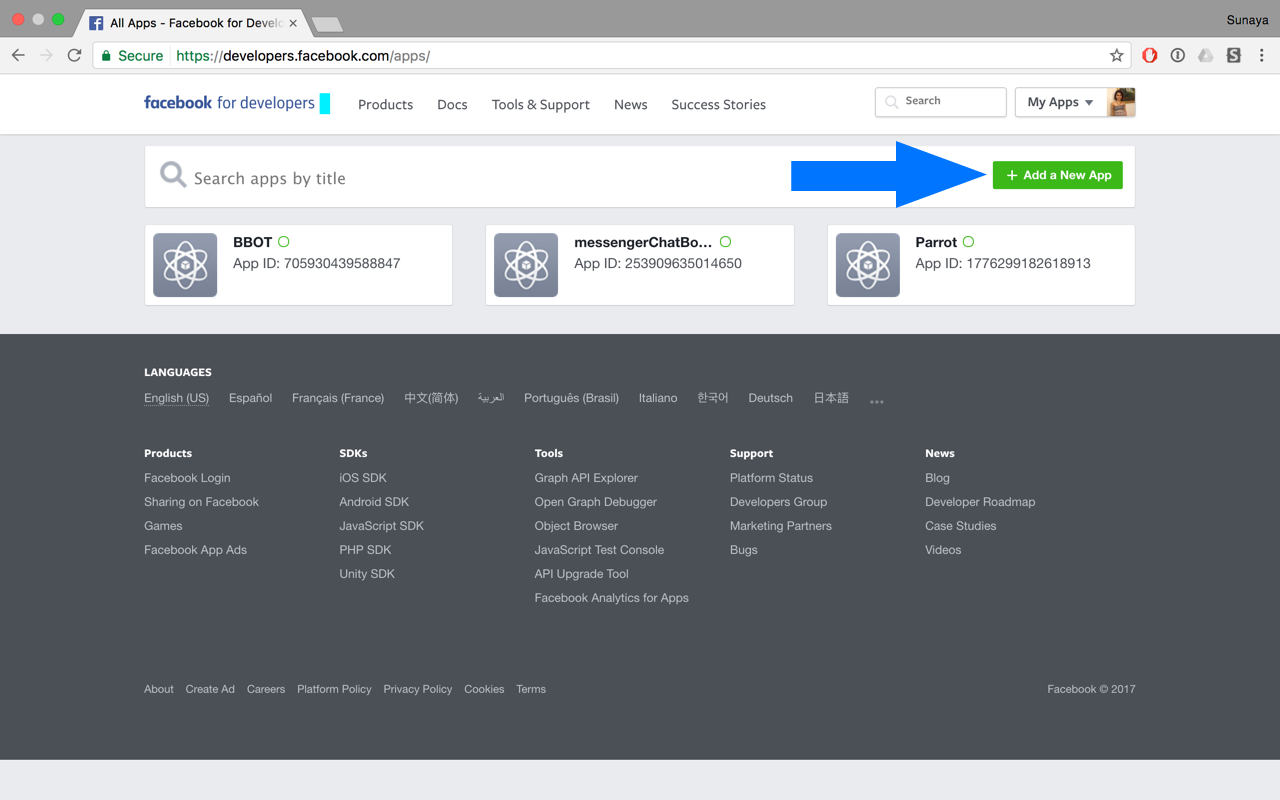 All Apps - Facebook for Develo
Sunaya
Secure https://developers.facebook.com/apps/
facebook for developers Products Docs Tools & Support News Success Stories Search My Apps
Search apps by title + Add a New App
BBOT
App ID: 705930439588847
messengerChatBo...
App ID: 253909635014650
Parrot
App ID: 1776299182618913
LANGUAGES
English (US) Español Français (France) 中文(简体) العربية Português (Brasil) Italiano 한국어 Deutsch 日本語 ...
Products
Facebook Login
Sharing on Facebook
Games
Facebook App Ads
SDKs
iOS SDK
Android SDK
JavaScript SDK
PHP SDK
Unity SDK
Tools
Graph API Explorer
Open Graph Debugger
Object Browser
JavaScript Test Console
API Upgrade Tool
Facebook Analytics for Apps
Support
Platform Status
Developers Group
Marketing Partners
Bugs
News
Blog
Developer Roadmap
Case Studies
Videos
About Create Ad Careers Platform Policy Privacy Policy Cookies Terms Facebook © 2017